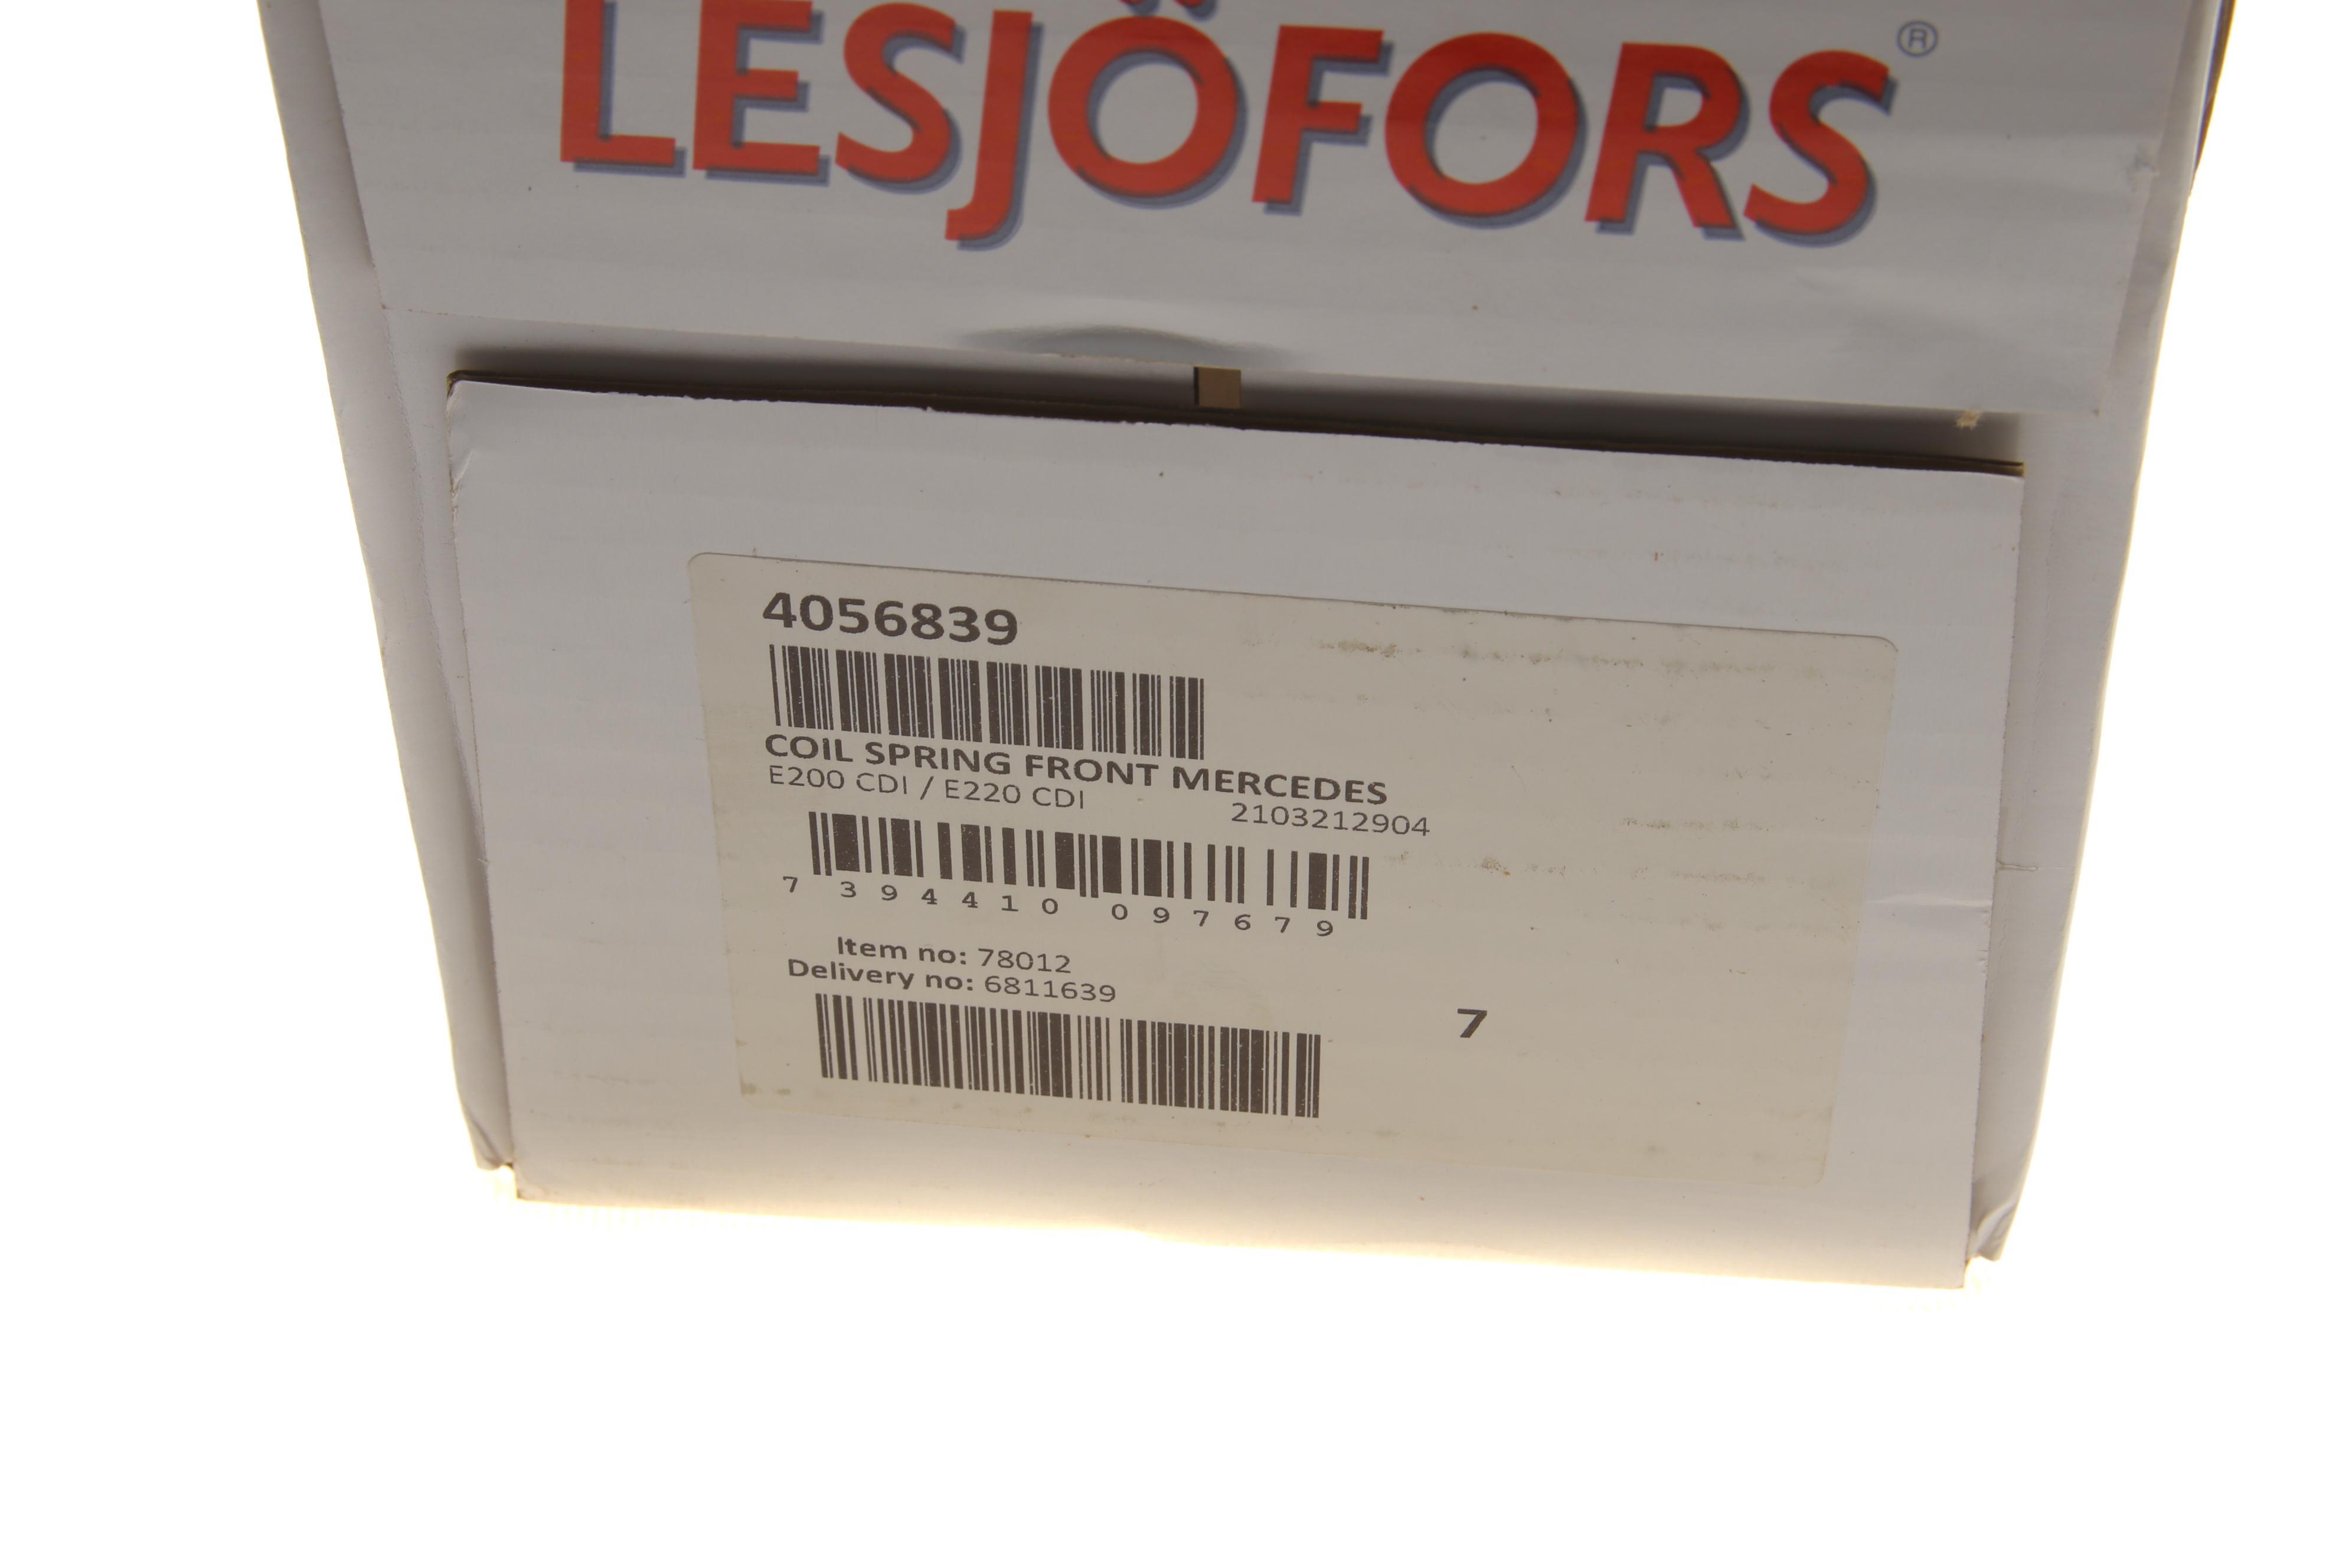 LESJÖFORS®
4056839
COIL SPRING FRONT MERCEDES
E200 CDI / E220 CDI 2103212904
7 394410 097679
Item no: 78012
Delivery no: 6811639
7